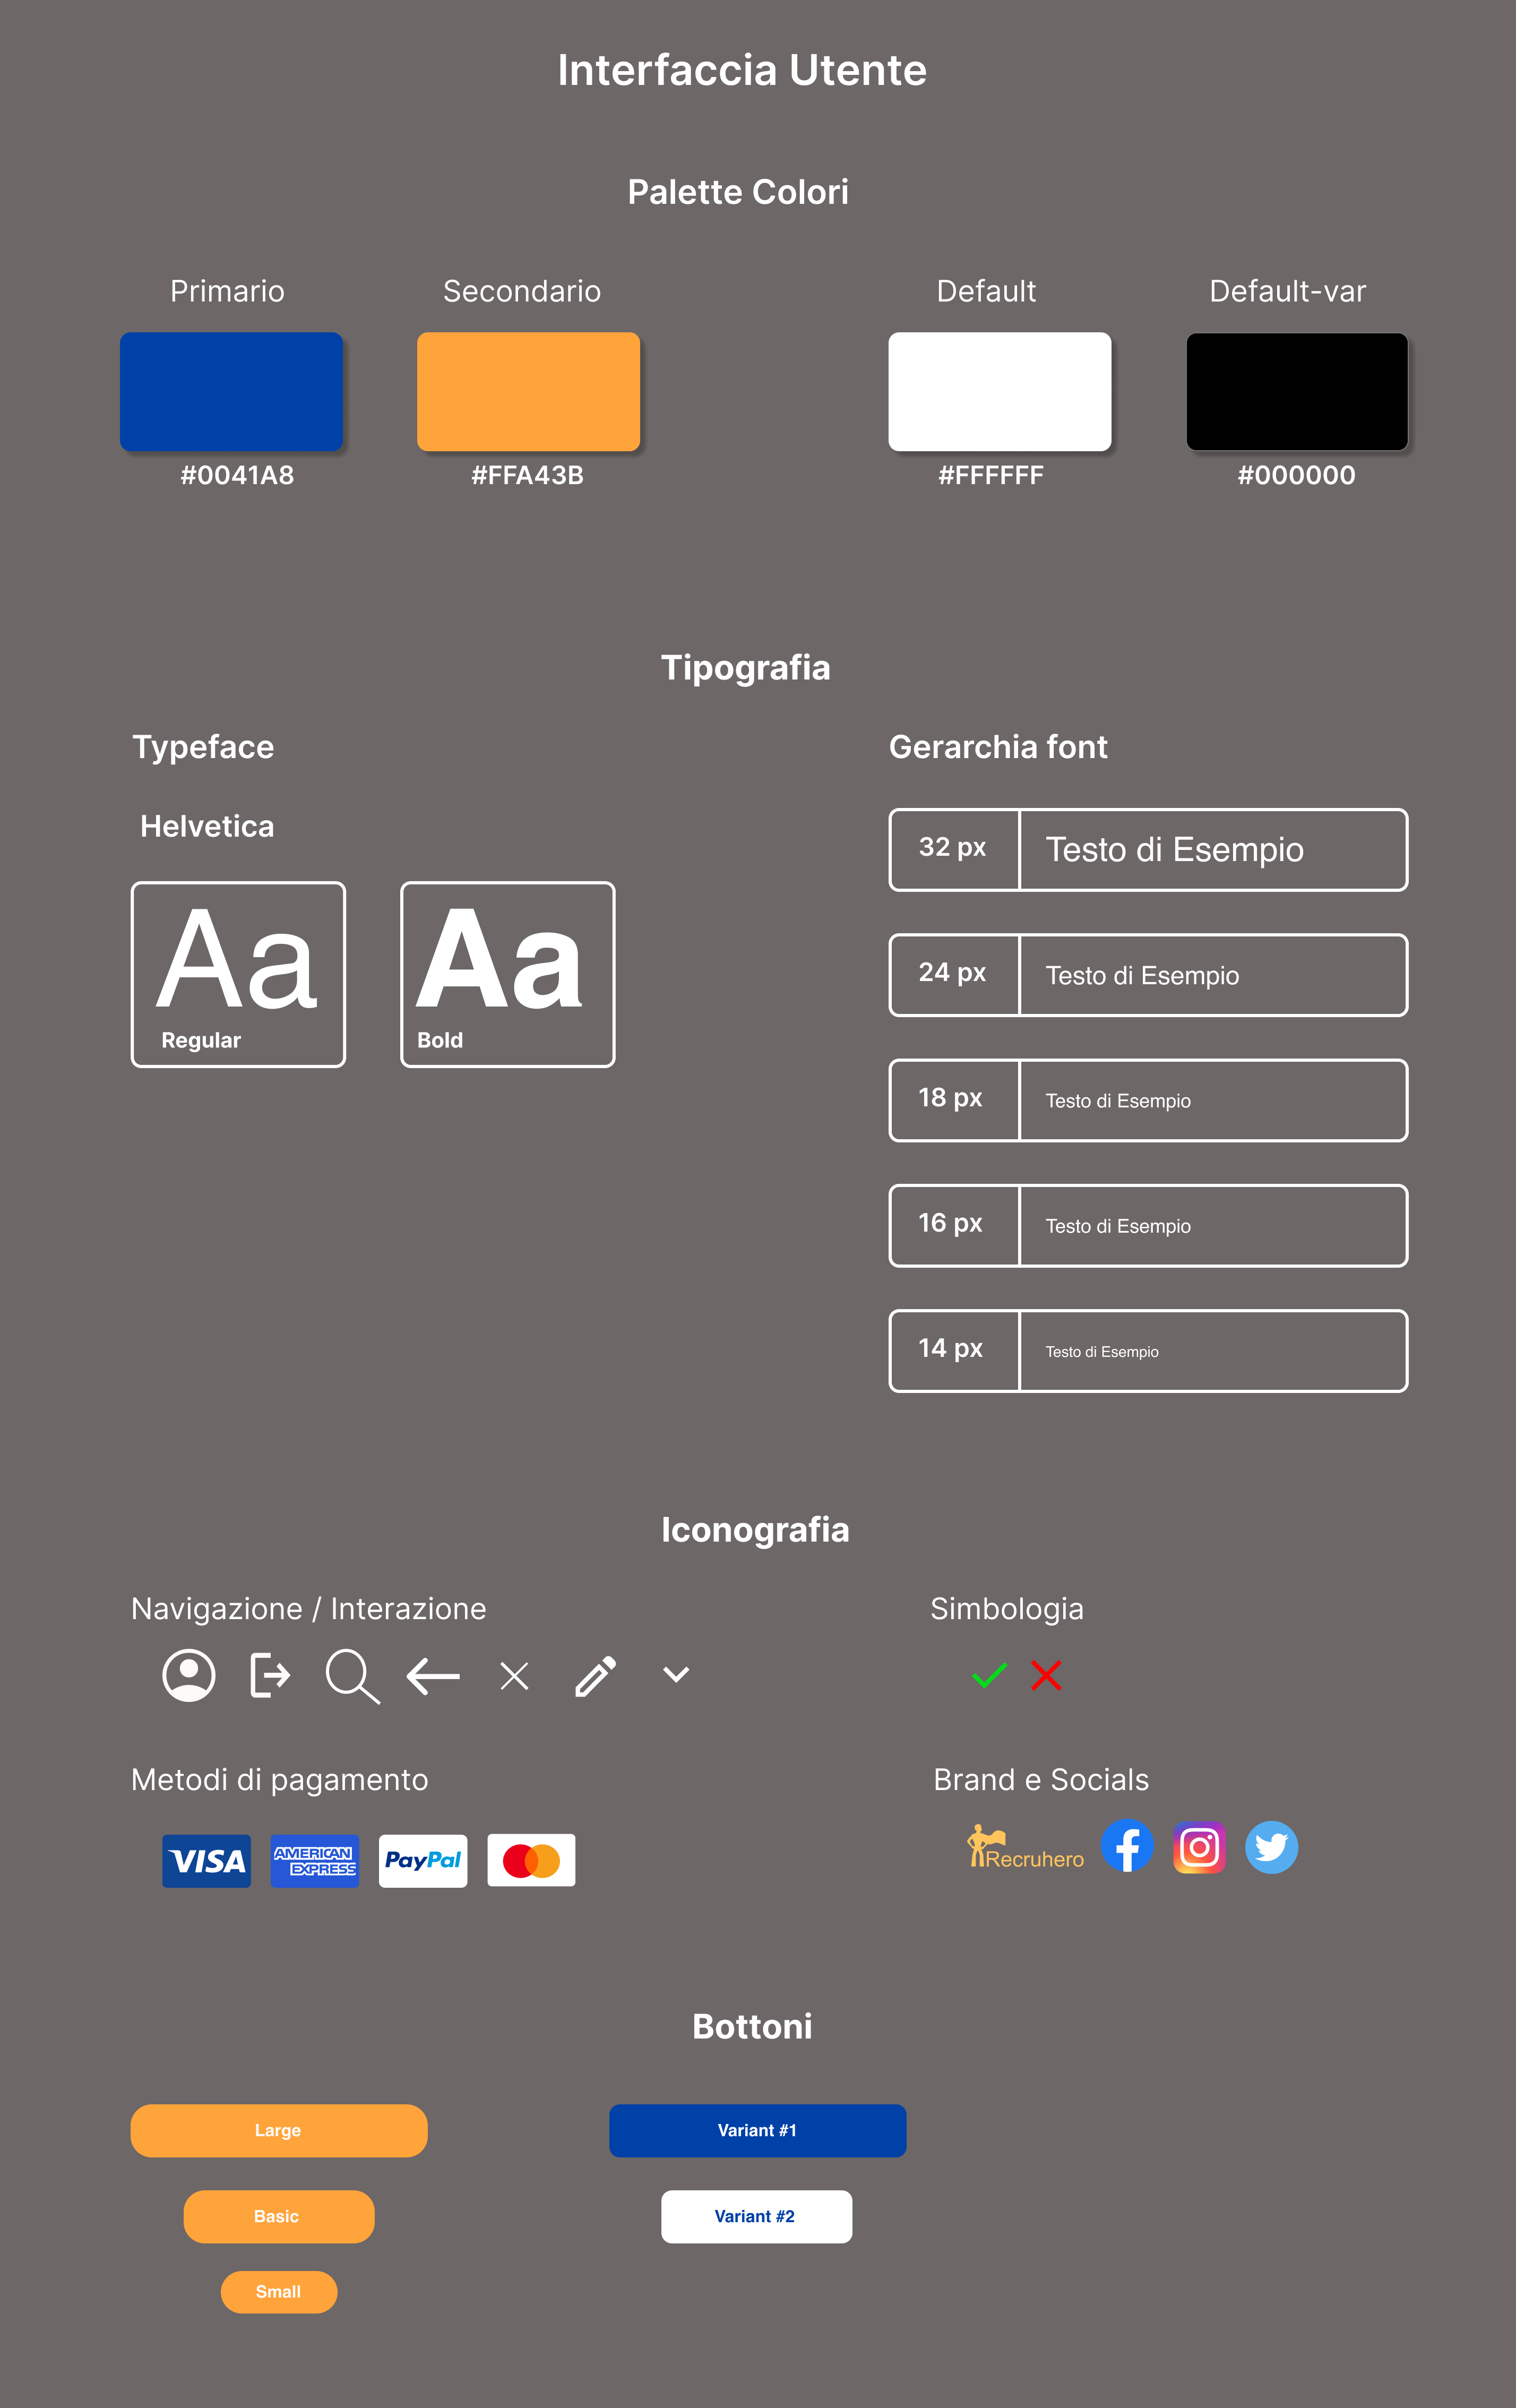 Interfaccia Utente
Palette Colori
Primario
Secondario
Default
Default-var
#0041A8
#FFA43B
#FFFFFF
#000000
Tipografia
Typeface
Helvetica
Aa
Regular
Aa
Bold
Gerarchia font
32 px
Testo di Esempio
24 px
Testo di Esempio
18 px
Testo di Esempio
16 px
Testo di Esempio
14 px
Testo di Esempio
Iconografia
Navigazione / Interazione
Simbologia
Metodi di pagamento
VISA
AMERICAN
EXPRESS
PayPal
Brand e Socials
Recruhero
Bottoni
Large
Basic
Small
Variant #1
Variant #2